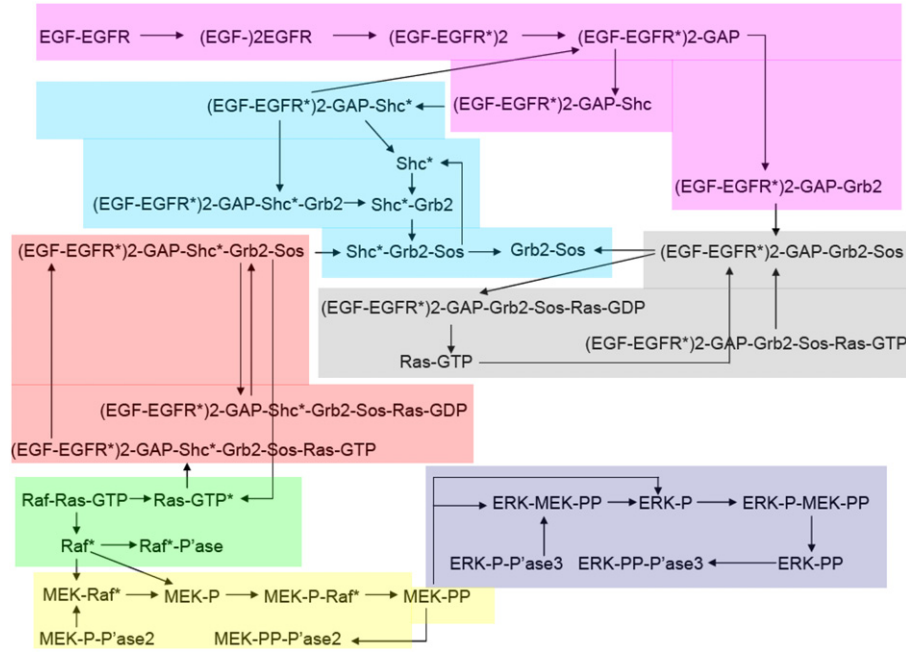 EGF-EGFR (EGF-)2EGFR (EGF-EGFR*)2 (EGF-EGFR*)2-GAP
(EGF-EGFR*)2-GAP-Shc* (EGF-EGFR*)2-GAP-Shc
Shc*
(EGF-EGFR*)2-GAP-Grb2
(EGF-EGFR*)2-GAP-Shc*-Grb2 Shc*-Grb2
(EGF-EGFR*)2-GAP-Shc*-Grb2-Sos Shc*-Grb2-Sos Grb2-Sos (EGF-EGFR*)2-GAP-Grb2-Sos
(EGF-EGFR*)2-GAP-Grb2-Sos-Ras-GDP
(EGF-EGFR*)2-GAP-Grb2-Sos-Ras-GTP
Ras-GTP
(EGF-EGFR*)2-GAP-Shc*-Grb2-Sos-Ras-GDP
(EGF-EGFR*)2-GAP-Shc*-Grb2-Sos-Ras-GTP
Raf-Ras-GTP Ras-GTP* ERK-MEK-PP ERK-P ERK-P-MEK-PP
Raf* Raf*-P'ase ERK-P-P'ase3 ERK-PP-P'ase3 ERK-PP
MEK-Raf* MEK-P MEK-P-Raf* MEK-PP
MEK-P-P'ase2 MEK-PP-P'ase2